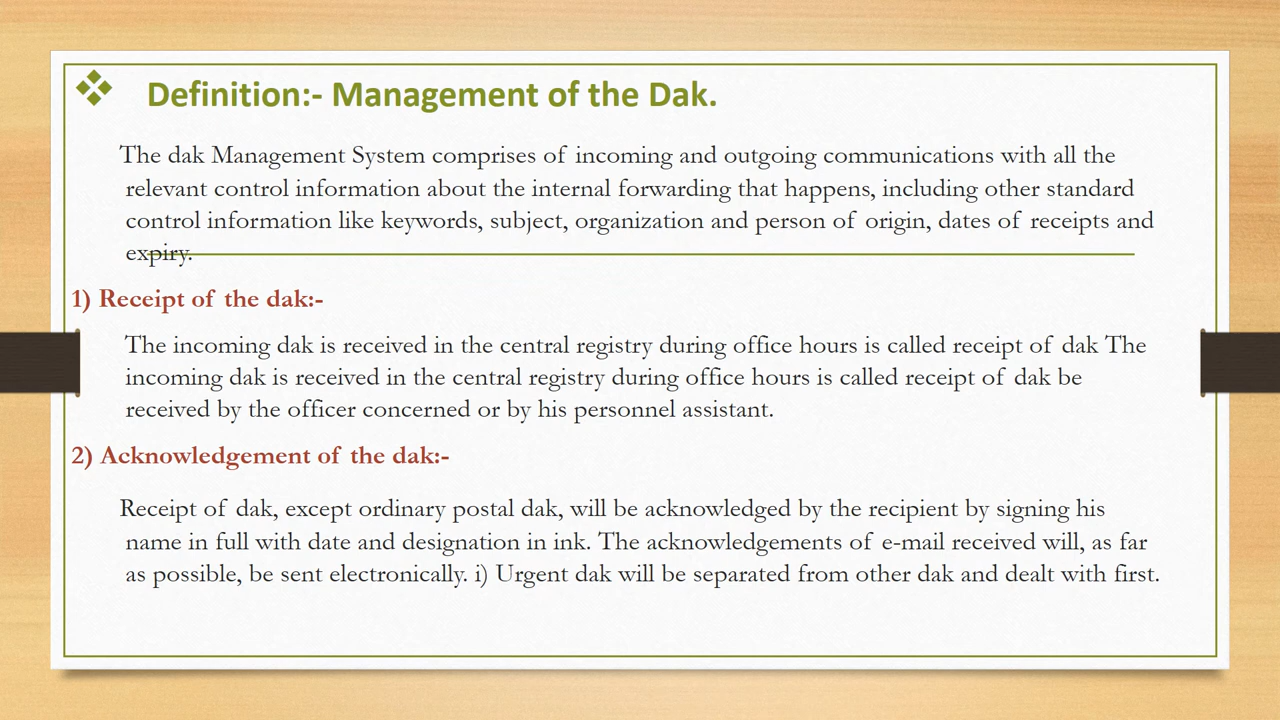 Definition:- Management of the Dak.
The dak Management System comprises of incoming and outgoing communications with all the
relevant control information about the internal forwarding that happens, including other standard
control information like keywords, subject, organization and person of origin, dates of receipts and
expiry.
1) Receipt of the dak:-
The incoming dak is received in the central registry during office hours is called receipt of dak The
incoming dak is received in the central registry during office hours is called receipt of dak be
received by the officer concerned or by his personnel assistant.
2) Acknowledgement of the dak:-
Receipt of dak, except ordinary postal dak, will be acknowledged by the recipient by signing his
name in full with date and designation in ink. The acknowledgements of e-mail received will, as far
as possible, be sent electronically. i) Urgent dak will be separated from other dak and dealt with first.